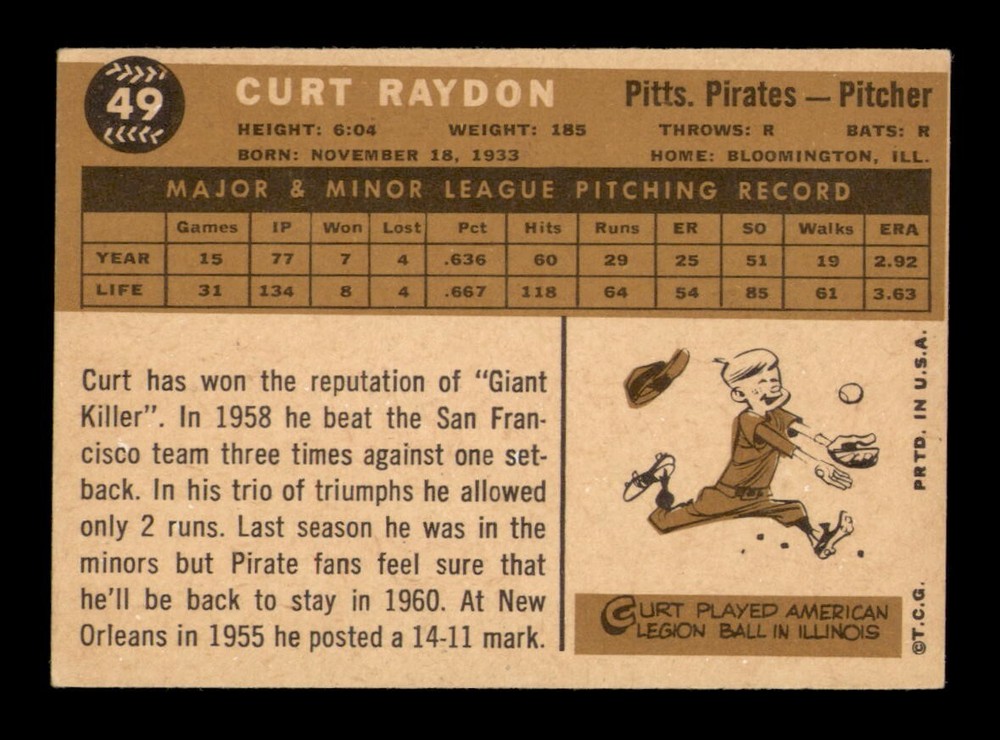 49
CURT RAYDON
Pitts. Pirates — Pitcher
HEIGHT: 6:04 WEIGHT: 185 THROWS: R BATS: R
BORN: NOVEMBER 18, 1933 HOME: BLOOMINGTON, ILL.
MAJOR & MINOR LEAGUE PITCHING RECORD
Games IP Won Lost Pct Hits Runs ER SO Walks ERA
YEAR 15 77 7 4 .636 60 29 25 51 19 2.92
LIFE 31 134 8 4 .667 118 64 54 85 61 3.63
Curt has won the reputation of "Giant
Killer". In 1958 he beat the San Fran-
cisco team three times against one set-
back. In his trio of triumphs he allowed
only 2 runs. Last season he was in the
minors but Pirate fans feel sure that
he'll be back to stay in 1960. At New
Orleans in 1955 he posted a 14-11 mark.
CURT PLAYED AMERICAN
LEGION BALL IN ILLINOIS
©T.C.G. PRTD. IN U.S.A.